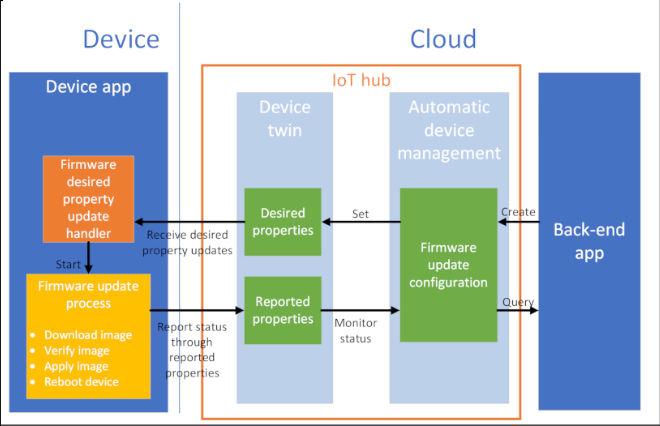 Device
Cloud
IoT hub
Device app
Device
twin
Automatic
device
management
Firmware
desired
property
update
handler
Desired
properties
Set
Create
Receive desired
property updates
Firmware
update
configuration
Back-end
app
Start
Firmware update
process
• Download image
• Verify image
• Apply image
• Reboot device
Reported
properties
Query
Report status
through
reported
properties
Monitor
status